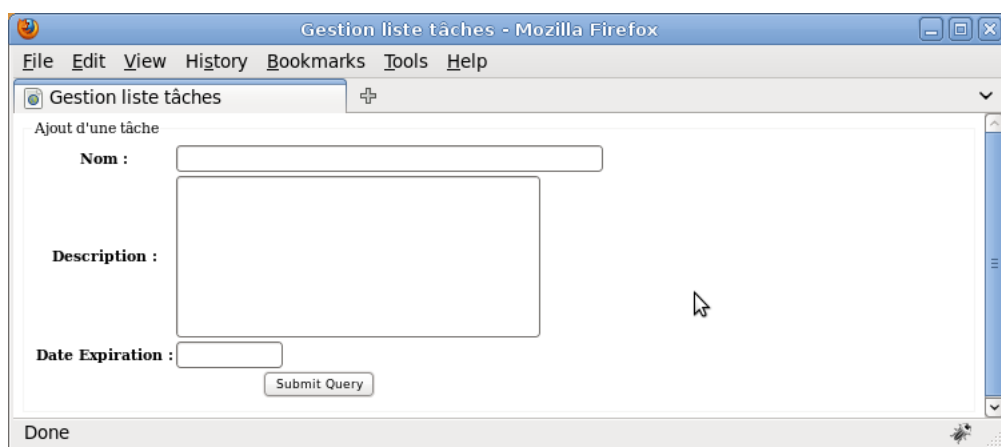 Gestion liste tâches - Mozilla Firefox
File Edit View History Bookmarks Tools Help
Gestion liste tâches
Ajout d'une tâche
Nom :
Description :
Date Expiration :
Submit Query
Done